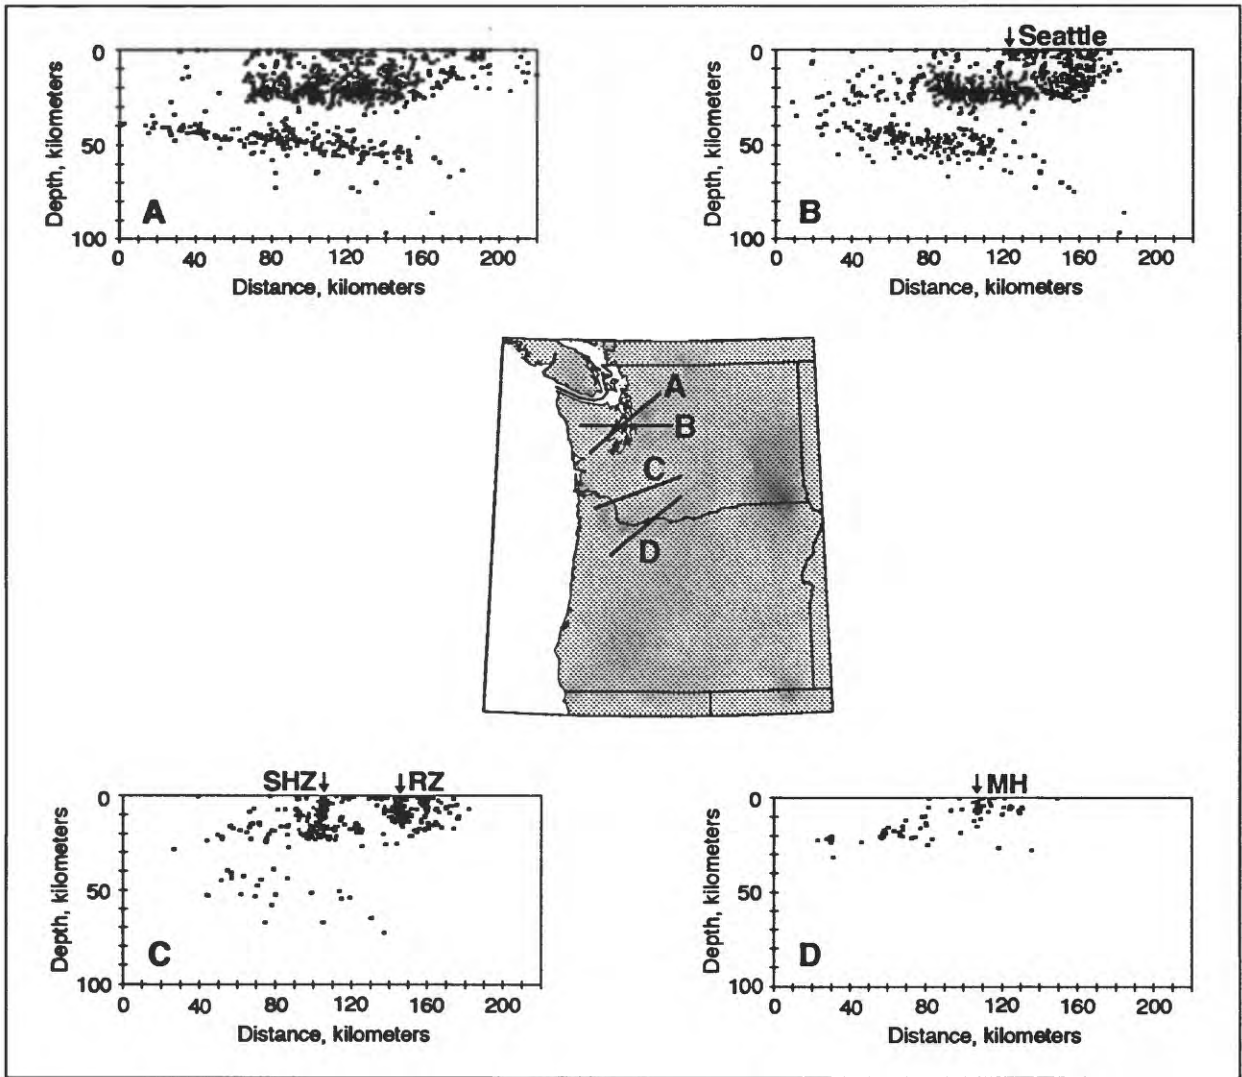 ↓Seattle
0
50
100
Depth, kilometers
A
0 40 80 120 160 200
Distance, kilometers
0
50
100
Depth, kilometers
B
0 40 80 120 160 200
Distance, kilometers
A
B
C
D
SHZ↓ ↓RZ
0
50
100
Depth, kilometers
C
0 40 80 120 160 200
Distance, kilometers
↓MH
0
50
100
Depth, kilometers
D
0 40 80 120 160 200
Distance, kilometers